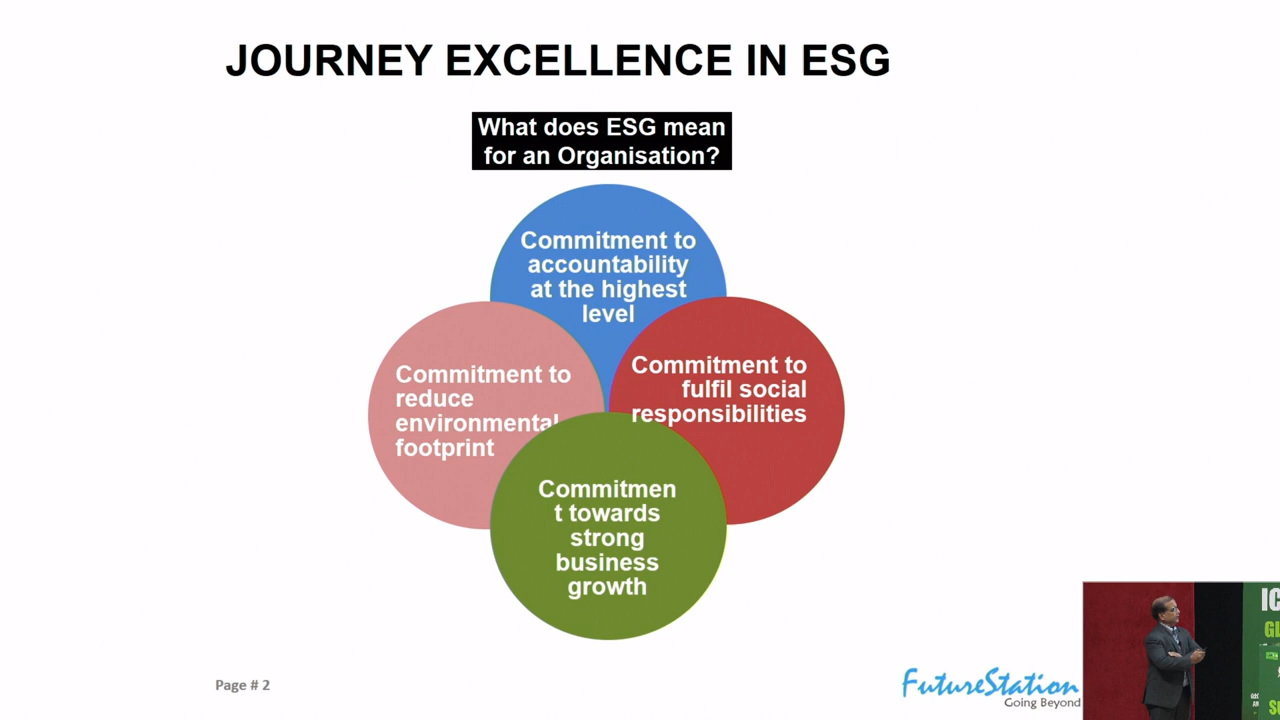 JOURNEY EXCELLENCE IN ESG
What does ESG mean
for an Organisation?
Commitment to
accountability
at the highest
level
Commitment to
reduce
environmental
footprint
Commitment to
fulfil social
responsibilities
Commitmen
t towards
strong
business
growth
Page # 2
FutureStation
Going Beyond